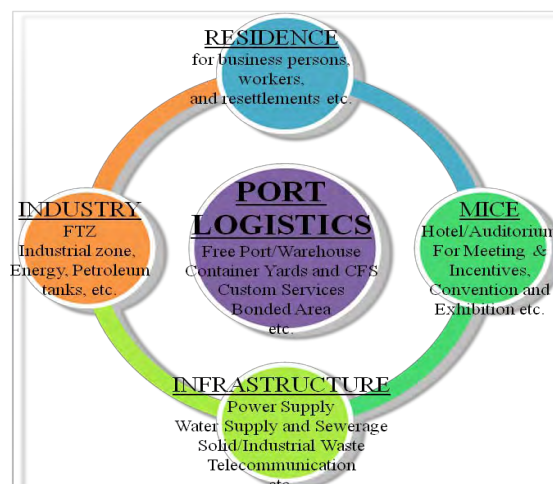 RESIDENCE
for business persons,
workers,
and resettlements etc.
INDUSTRY
FTZ
Industrial zone,
Energy, Petroleum
tanks, etc.
PORT
LOGISTICS
Free Port/Warehouse
Container Yards and CFS
Custom Services
Bonded Area
etc.
MICE
Hotel/Auditorium
For Meeting &
Incentives,
Convention and
Exhibition etc.
INFRASTRUCTURE
Power Supply
Water Supply and Sewerage
Solid/Industrial Waste
Telecommunication
etc.